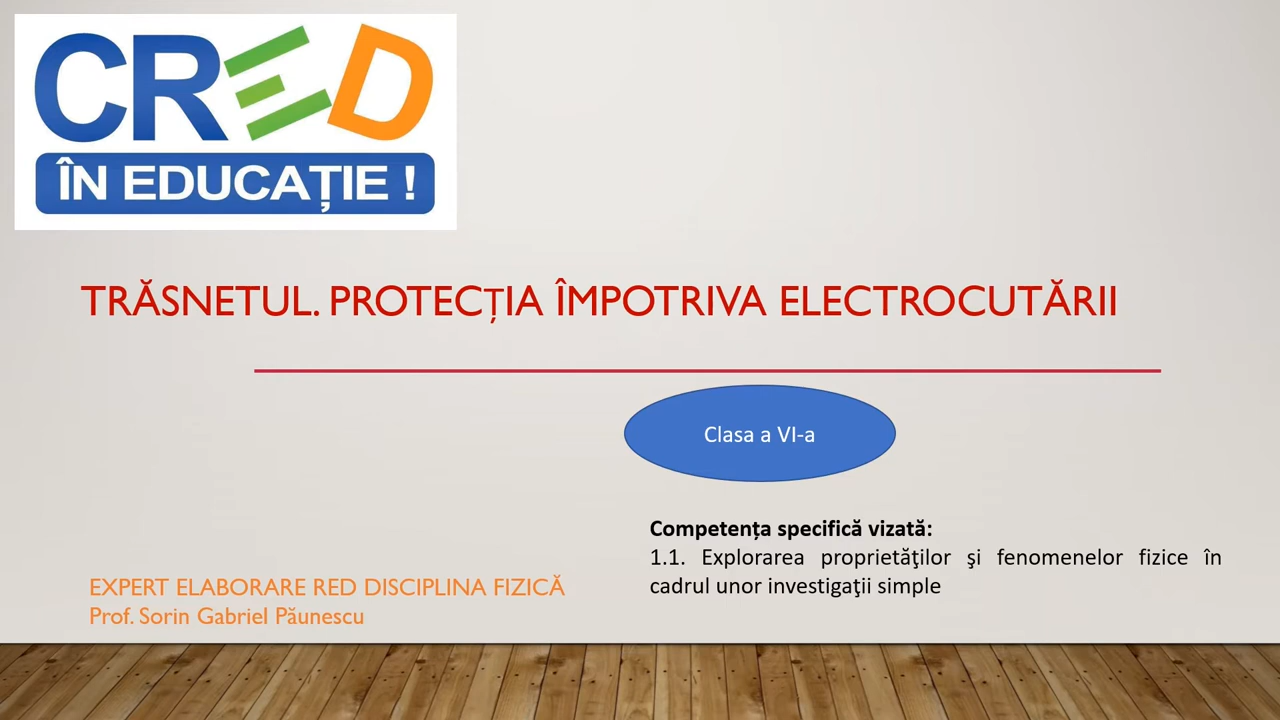 CRED
ÎN EDUCAȚIE !
TRĂSNETUL. PROTECȚIA ÎMPOTRIVA ELECTROCUTĂRII
Clasa a VI-a
Competența specifică vizată:
1.1. Explorarea proprietăţilor şi fenomenelor fizice în
cadrul unor investigaţii simple
EXPERT ELABORARE RED DISCIPLINA FIZICĂ
Prof. Sorin Gabriel Păunescu